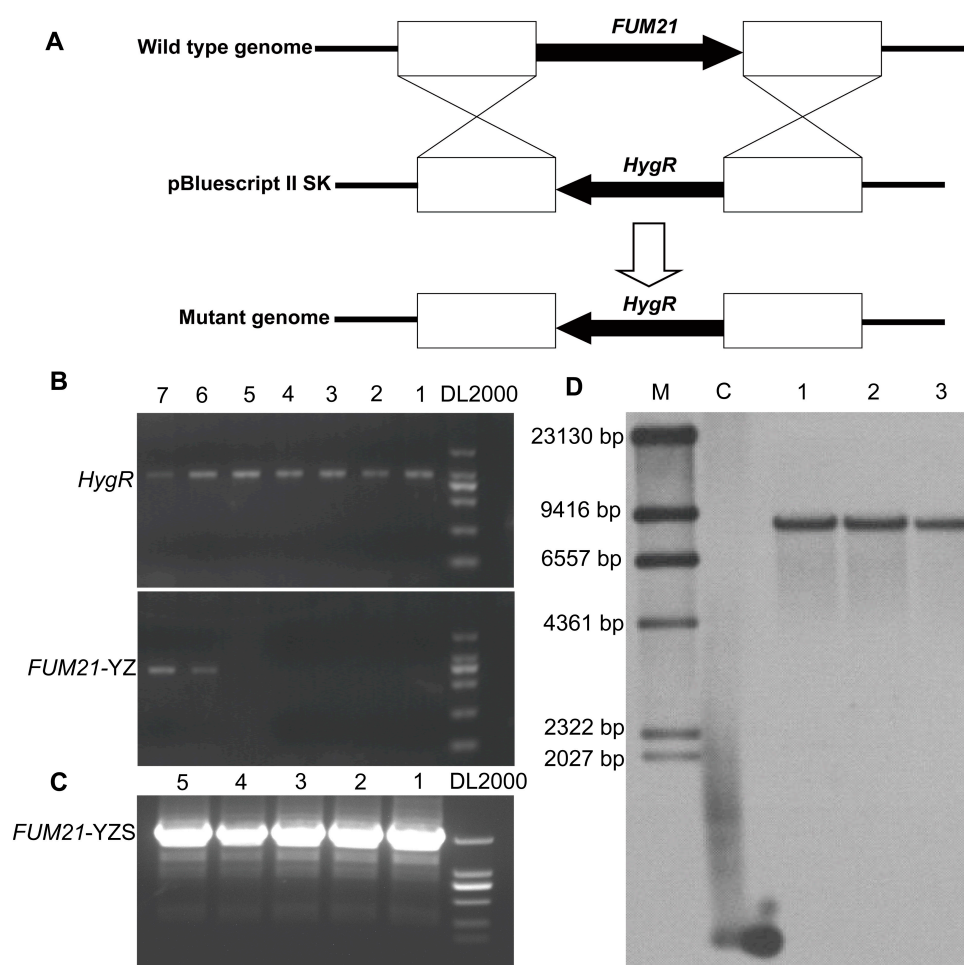 A
Wild type genome
FUM21
pBluescript II SK
HygR
Mutant genome
HygR
B
7 6 5 4 3 2 1 DL2000
HygR
FUM21-YZ
C
5 4 3 2 1 DL2000
FUM21-YZS
D
M C 1 2 3
23130 bp
9416 bp
6557 bp
4361 bp
2322 bp
2027 bp